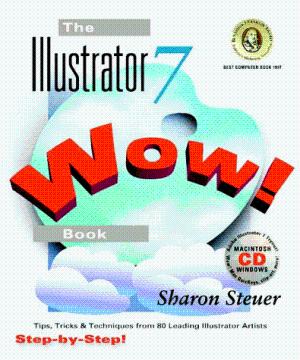 The
Illustrator 7
BEST COMPUTER BOOK 1997
Wow!
Book
MACINTOSH
CD
WINDOWS
Sharon Steuer
Tips, Tricks & Techniques from 80 Leading Illustrator Artists
Step-by-Step!